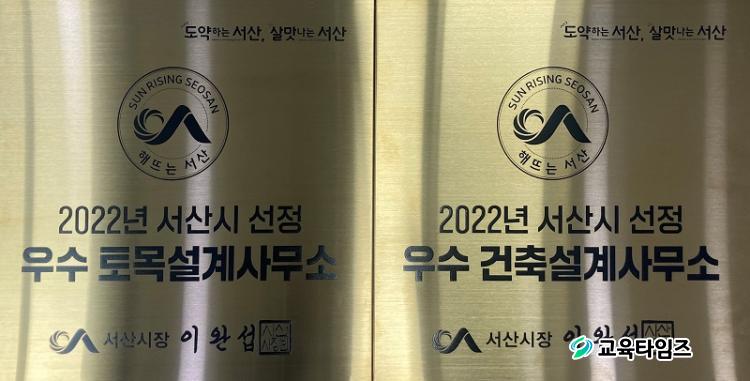 도약하는 서산, 살맛나는 서산
SUN RISING SEOSAN
해뜨는 서산
2022년 서산시 선정
우수 토목설계사무소
서산시장 이완섭
도약하는 서산, 살맛나는 서산
SUN RISING SEOSAN
해뜨는 서산
2022년 서산시 선정
우수 건축설계사무소
서산시장 이완섭
교육타임즈